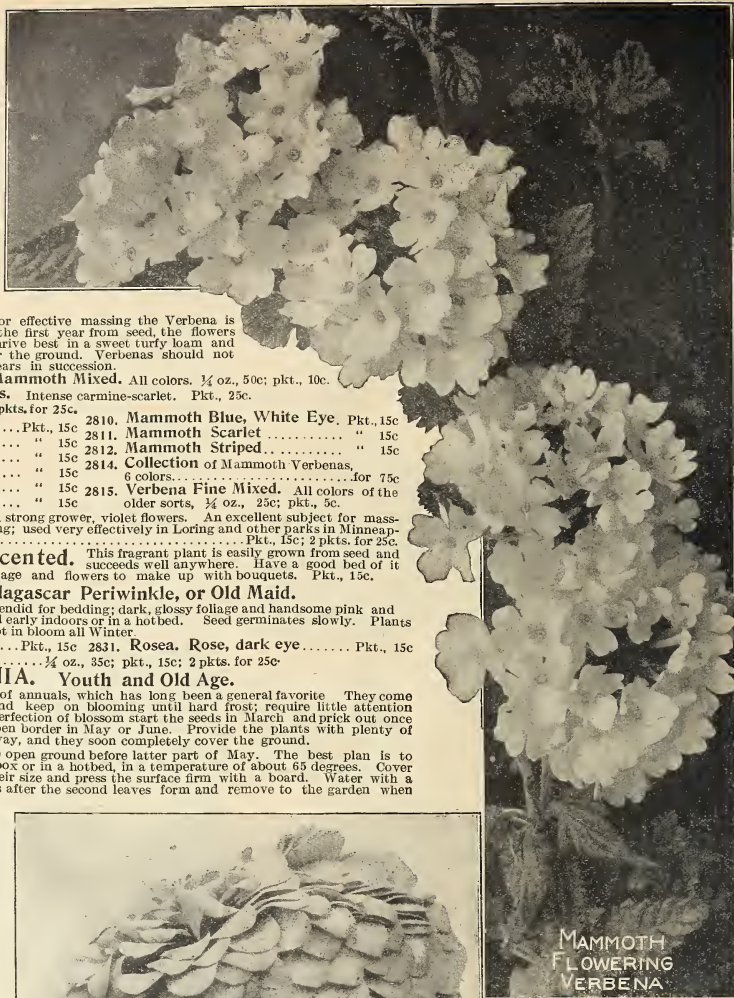 or effective massing the Verbena is
the first year from seed, the flowers
rive best in a sweet turfy loam and
the ground. Verbenas should not
ears in succession.
Mammoth Mixed. All colors. ¼ oz., 50c; pkt., 10c.
s. Intense carmine-scarlet. Pkt., 25c.
pkts. for 25c.
...Pkt., 15c
.... " 15c
.... " 15c
.... " 15c
.... " 15c
.... " 15c
2810. Mammoth Blue, White Eye. Pkt., 15c
2811. Mammoth Scarlet ........... " 15c
2812. Mammoth Striped.. ......... " 15c
2814. Collection of Mammoth Verbenas,
6 colors..............................for 75c
2815. Verbena Fine Mixed. All colors of the
older sorts, ¼ oz., 25c; pkt., 5c.
strong grower, violet flowers. An excellent subject for mass-
ng; used very effectively in Loring and other parks in Minneap-
......................................Pkt., 15c; 2 pkts. for 25c.
cented. This fragrant plant is easily grown from seed and
succeeds well anywhere. Have a good bed of it
age and flowers to make up with bouquets. Pkt., 15c.
dagascar Periwinkle, or Old Maid.
endid for bedding; dark, glossy foliage and handsome pink and
d early indoors or in a hotbed. Seed germinates slowly. Plants
pt in bloom all Winter.
...Pkt., 15c 2831. Rosea. Rose, dark eye....... Pkt., 15c
.......¼ oz., 35c; pkt., 15c; 2 pkts. for 25c.
NIA. Youth and Old Age.
of annuals, which has long been a general favorite They come
nd keep on blooming until hard frost; require little attention
erfection of blossom start the seeds in March and prick out once
pen border in May or June. Provide the plants with plenty of
vay, and they soon completely cover the ground.
open ground before latter part of May. The best plan is to
box or in a hotbed, in a temperature of about 65 degrees. Cover
eir size and press the surface firm with a board. Water with a
s after the second leaves form and remove to the garden when
MAMMOTH
FLOWERING
VERBENA